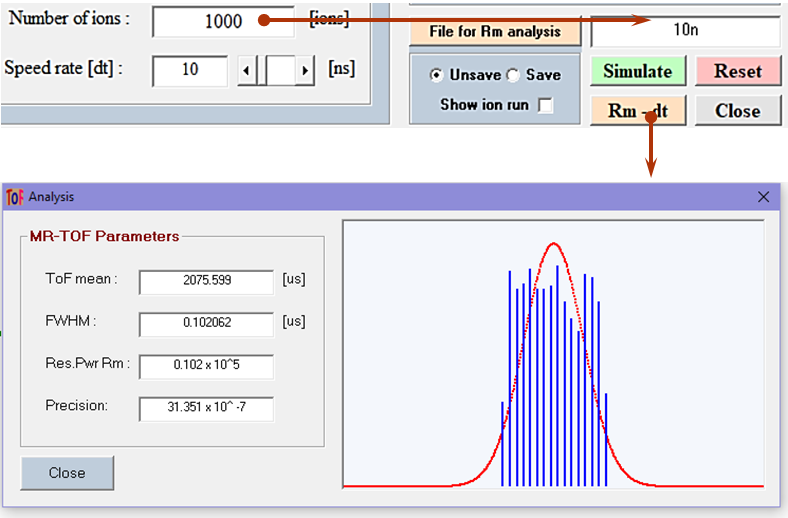 Number of ions : 1000 [ions]
Speed rate [dt] : 10 [ns]
File for Rm analysis 10n
Unsave Save
Show ion run
Simulate Reset
Rm - dt Close
TOF Analysis
MR-TOF Parameters
ToF mean : 2075.599 [us]
FWHM : 0.102062 [us]
Res.Pwr Rm : 0.102 x 10^5
Precision: 31.351 x 10^ -7
Close